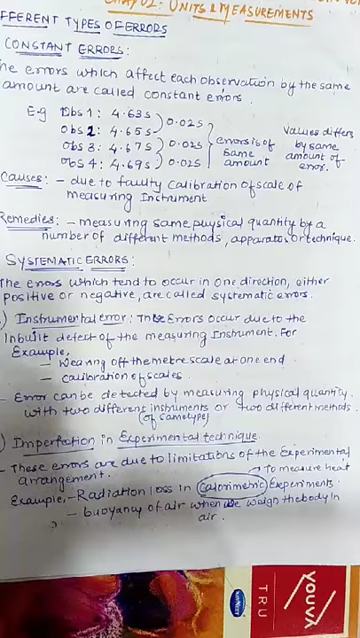 UNITS & MEASUREMENTS
FFERENT TYPES OF ERRORS
CONSTANT ERRORS:
he errors which affect each observation by the same
amount are called constant errors.
E-g Obs 1: 4.63s
Obs 2: 4.65s
Obs 3: 4.67s
Obs 4: 4.69s
0.02s
0.02s
0.02s
errors is of
same
amount
values differs
by same
amount of
error.
Causes: - due to faulty calibration of scale of
measuring Instrument
Remedies: - measuring same physical quantity by a
number of different methods, apparatus or technique.
SYSTEMATIC ERRORS:
The errors which tend to occur in one direction, either
positive or negative, are called systematic errors.
) Instrumental error: These Errors occur due to the
Inbuilt defect of the measuring Instrument. For
Example,
- Wearing off the metre scale at one end
- calibration of scales.
- Error can be detected by measuring physical quantity
with two different instruments or two different methods.
(of same type)
) Imperfection in Experimental technique
- These errors are due to limitations of the Experimental
arrangement.
→ To measure heat
Example, - Radiation loss in Calorimetric Experiments.
- buoyancy of air when we weigh the body in
air.
YOUVA
TRU
navneet